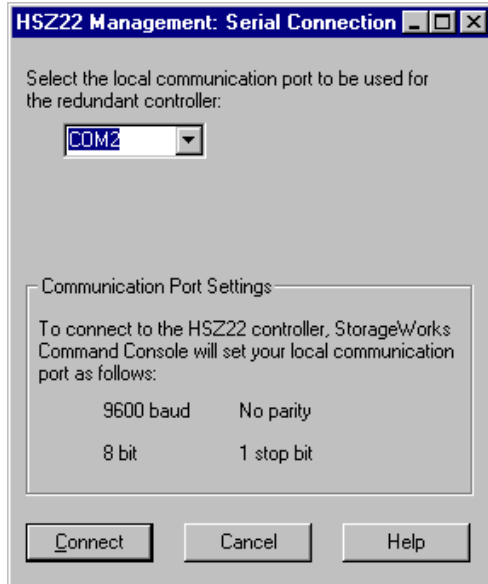 HSZ22 Management: Serial Connection
Select the local communication port to be used for
the redundant controller:
COM2
Communication Port Settings
To connect to the HSZ22 controller, StorageWorks
Command Console will set your local communication
port as follows:
9600 baud No parity
8 bit 1 stop bit
Connect Cancel Help